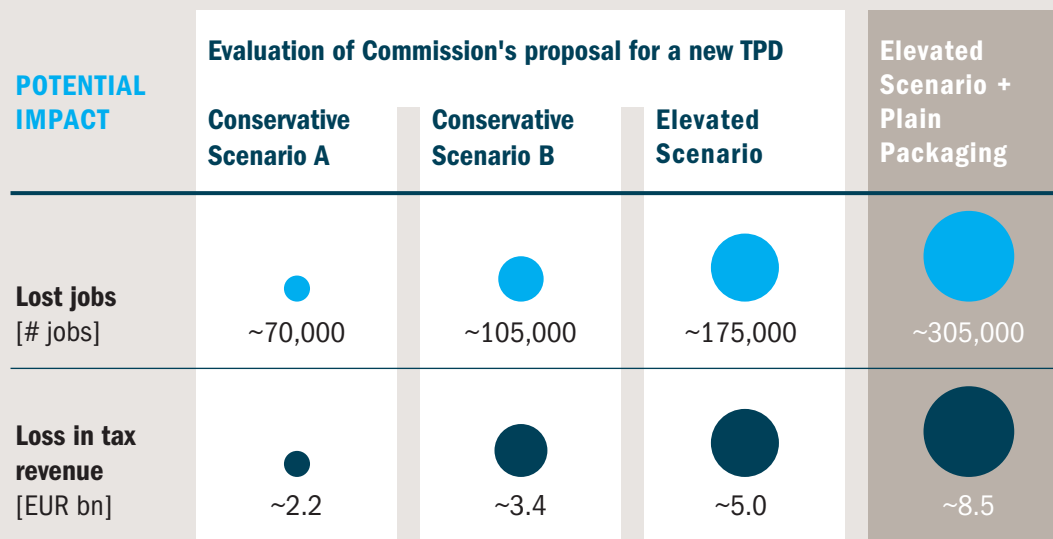 Evaluation of Commission's proposal for a new TPD
POTENTIAL
IMPACT
Conservative
Scenario A
Conservative
Scenario B
Elevated
Scenario
Elevated
Scenario +
Plain
Packaging
Lost jobs
[# jobs]
~70,000
~105,000
~175,000
~305,000
Loss in tax
revenue
[EUR bn]
~2.2
~3.4
~5.0
~8.5